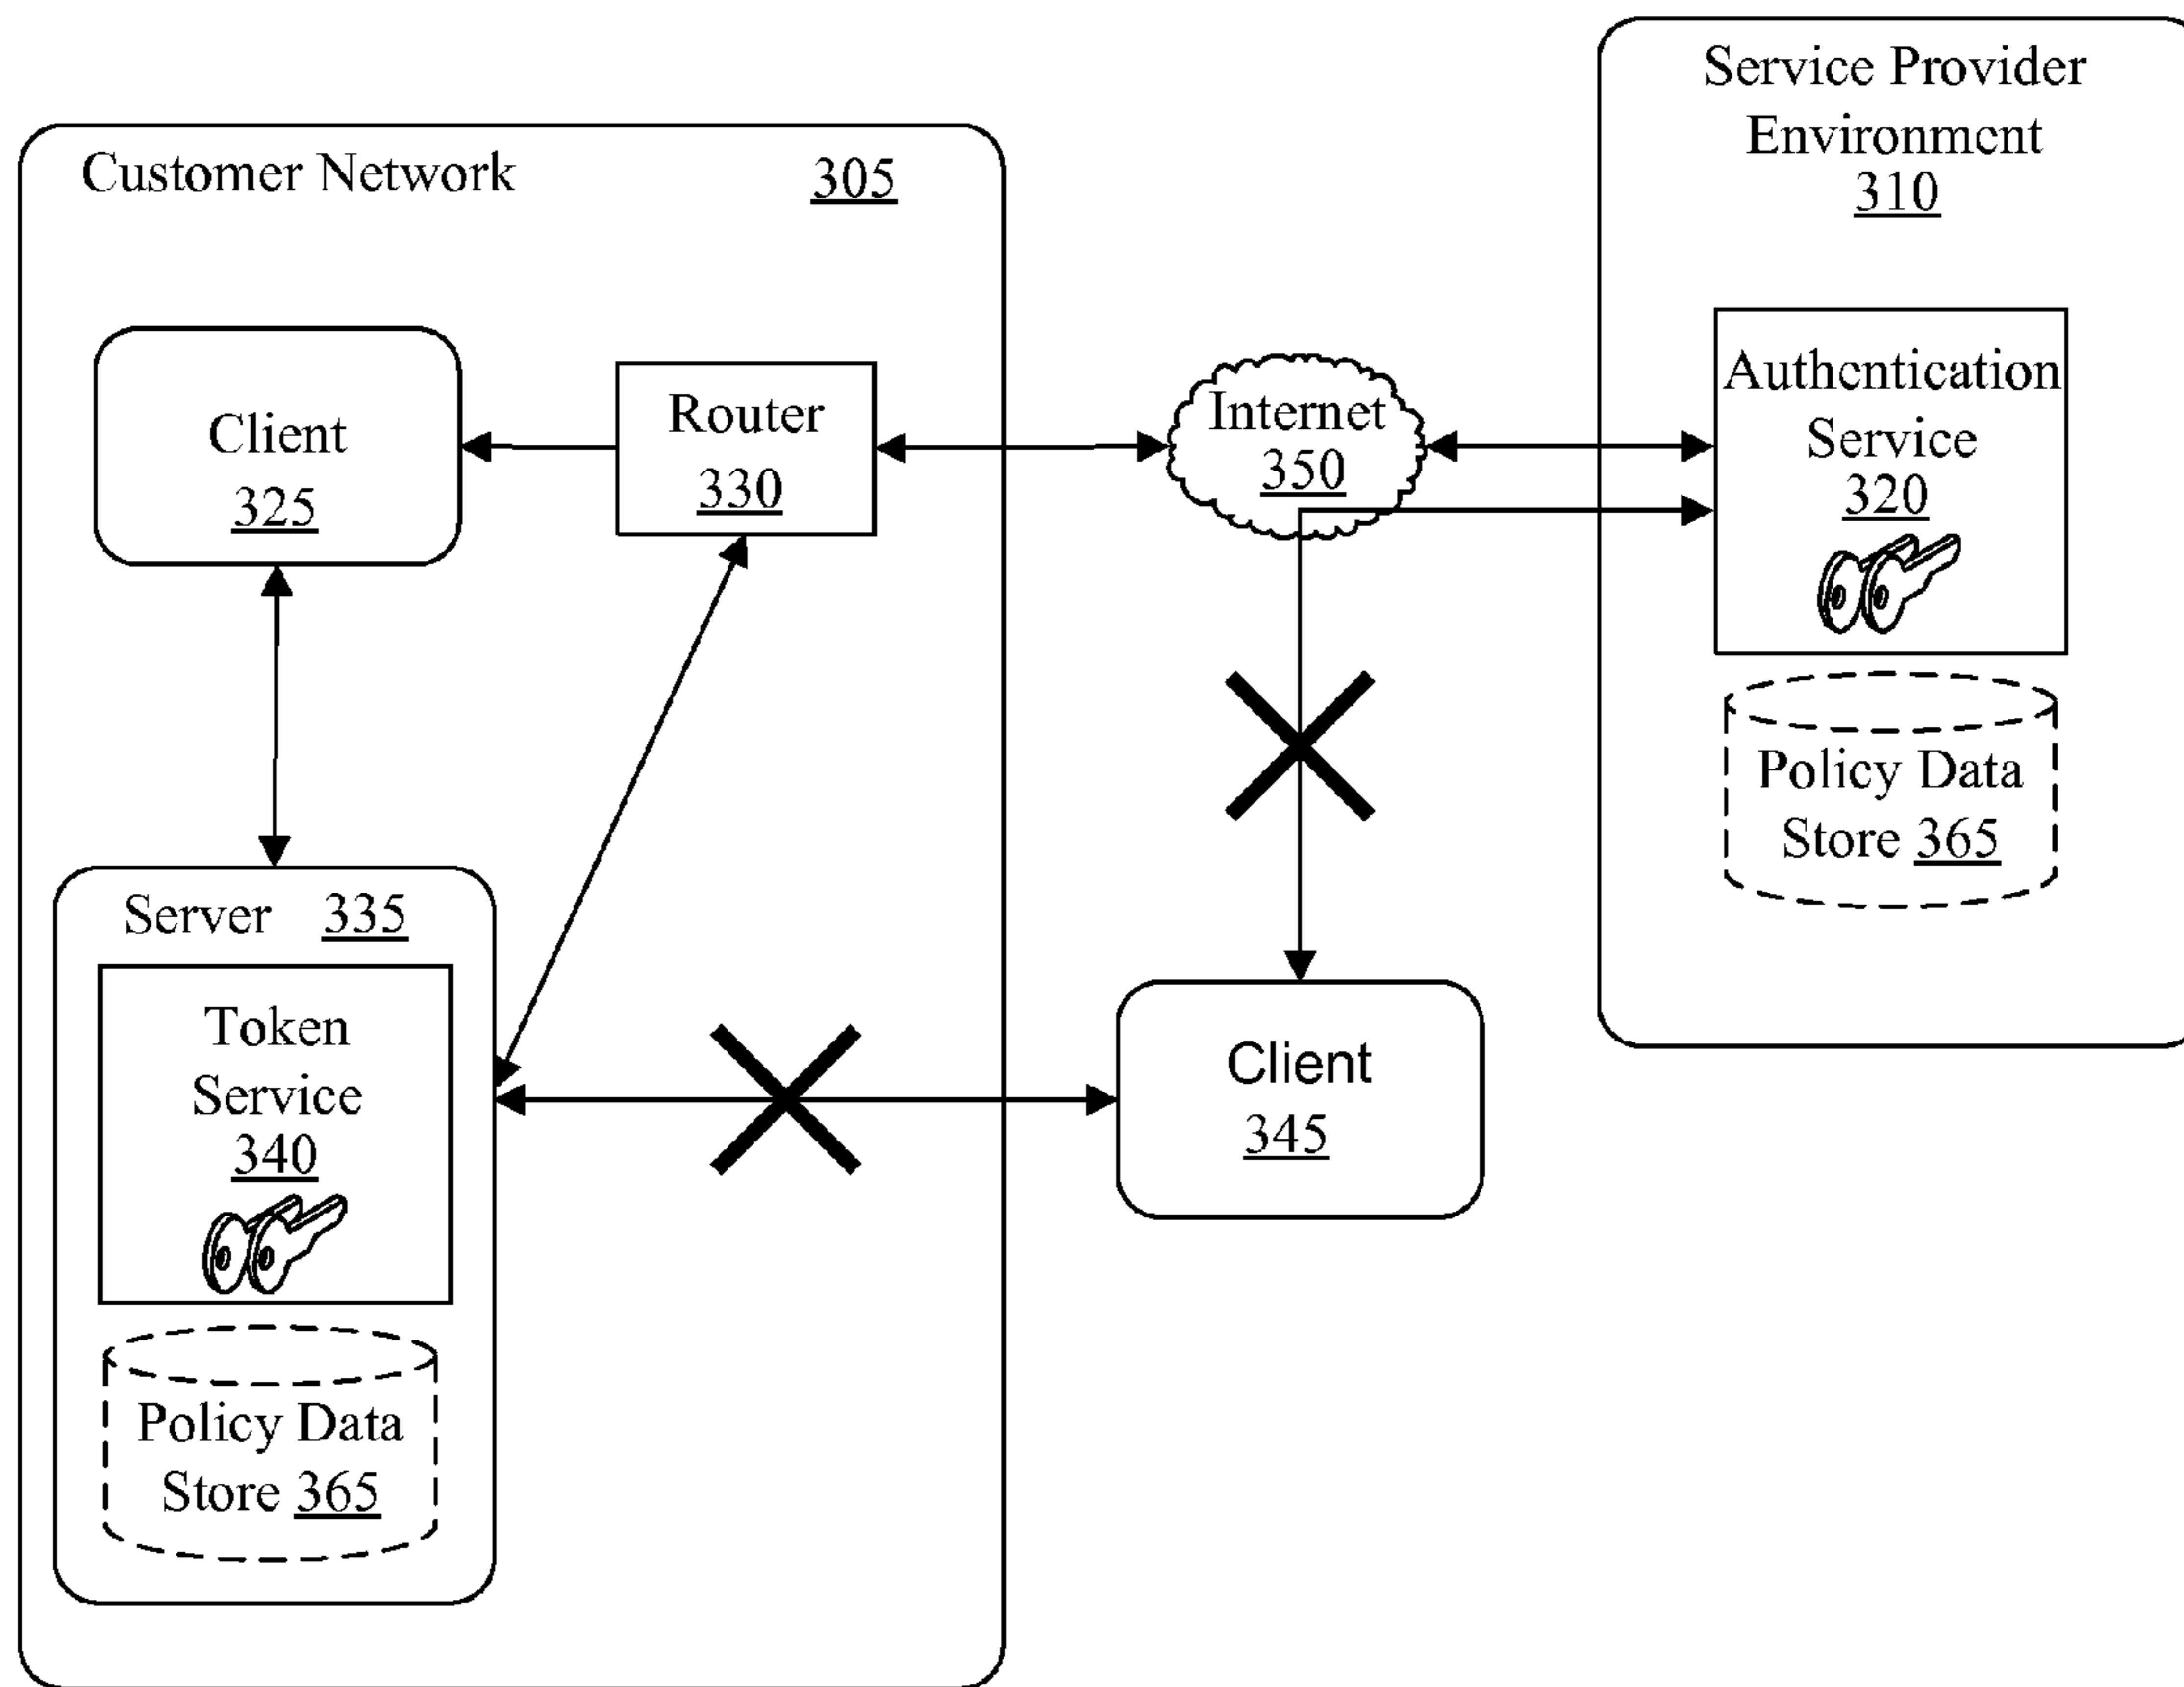 Service Provider
Environment
310
Customer Network 305
Client
325
Router
330
Internet
350
Authentication
Service
320
Policy Data
Store 365
Server 335
Token
Service
340
Policy Data
Store 365
Client
345